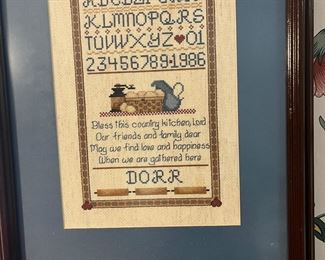 ABCDEFGHIJ
KLMNOPQRS
TUVWXYZ♥01
23456789•1986
Bless this country kitchen, Lord
Our friends and family dear
May we find love and happiness
When we are gathered here
DORR